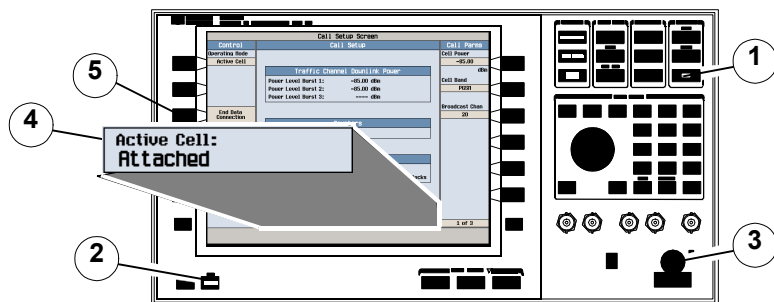 Call Setup Screen
Control
Call Setup
Call Parms
Operating Mode
Active Cell
Cell Power
-85.00
dBm
Traffic Channel Downlink Power
Power Level Burst 1: -85.00 dBm
Power Level Burst 2: -85.00 dBm
Power Level Burst 3: ---- dBm
Cell Band
PGSM
End Data
Connection
Broadcast Chan
20
Active Cell:
Attached
1 of 3
1
2
3
4
5